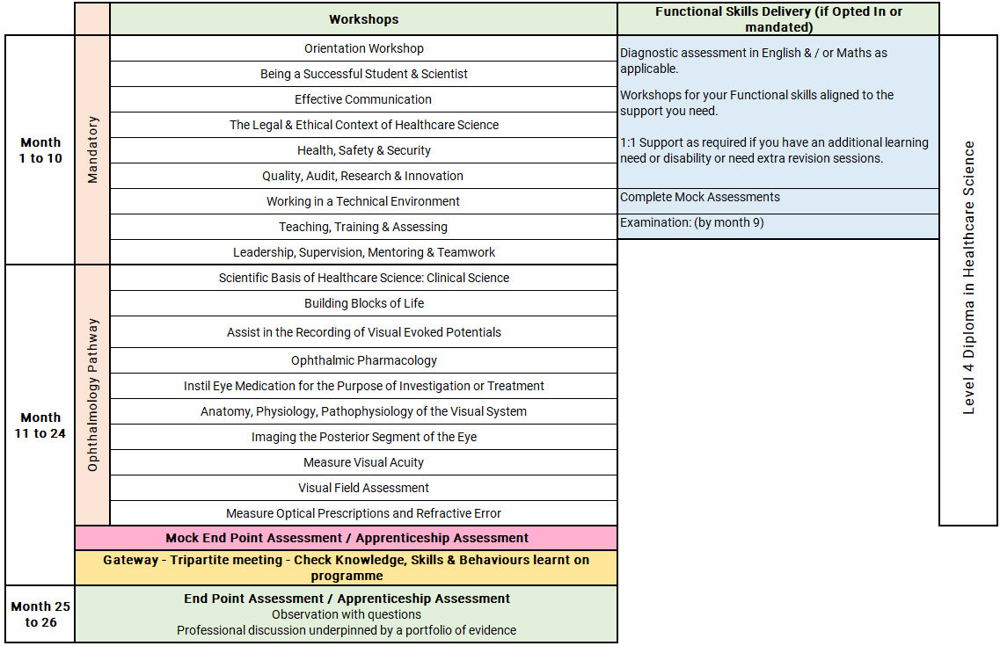 Workshops
Functional Skills Delivery (if Opted In or
mandated)
Month
1 to 10
Mandatory
Orientation Workshop
Being a Successful Student & Scientist
Effective Communication
The Legal & Ethical Context of Healthcare Science
Health, Safety & Security
Quality, Audit, Research & Innovation
Working in a Technical Environment
Teaching, Training & Assessing
Leadership, Supervision, Mentoring & Teamwork
Diagnostic assessment in English & / or Maths as
applicable.
Workshops for your Functional skills aligned to the
support you need.
1:1 Support as required if you have an additional learning
need or disability or need extra revision sessions.
Complete Mock Assessments
Examination: (by month 9)
Level 4 Diploma in Healthcare Science
Month
11 to 24
Ophthalmology Pathway
Scientific Basis of Healthcare Science: Clinical Science
Building Blocks of Life
Assist in the Recording of Visual Evoked Potentials
Ophthalmic Pharmacology
Instil Eye Medication for the Purpose of Investigation or Treatment
Anatomy, Physiology, Pathophysiology of the Visual System
Imaging the Posterior Segment of the Eye
Measure Visual Acuity
Visual Field Assessment
Measure Optical Prescriptions and Refractive Error
Mock End Point Assessment / Apprenticeship Assessment
Gateway - Tripartite meeting - Check Knowledge, Skills & Behaviours learnt on
programme
Month 25
to 26
End Point Assessment / Apprenticeship Assessment
Observation with questions
Professional discussion underpinned by a portfolio of evidence